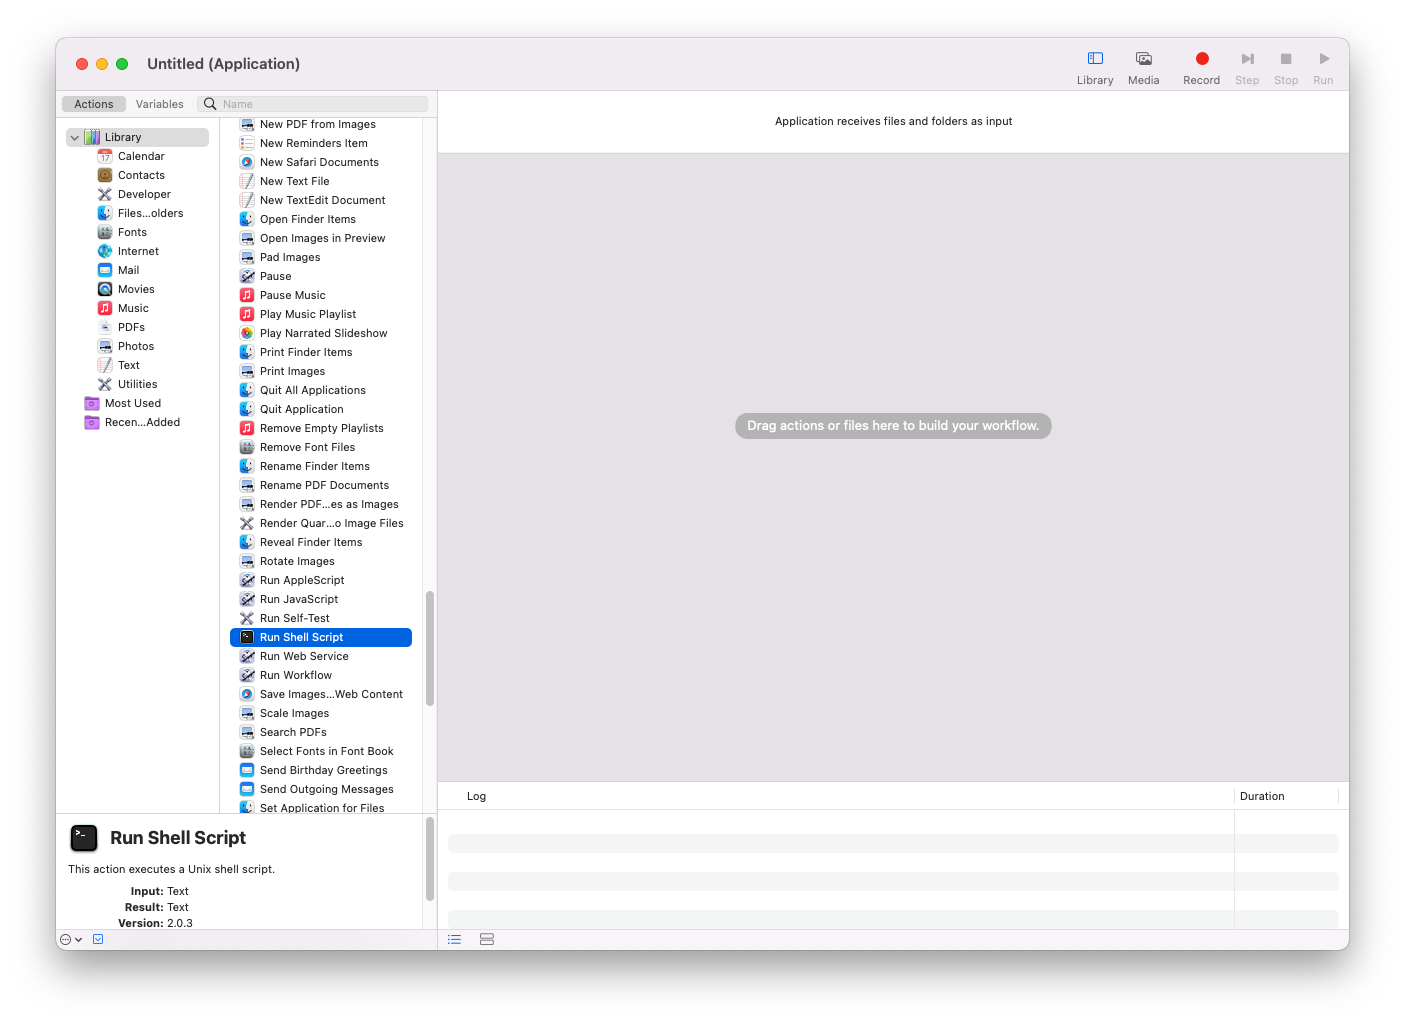 Untitled (Application)
Library
Media
Record
Step
Stop
Run
Actions
Variables
Name
Library
Calendar
Contacts
Developer
Files...olders
Fonts
Internet
Mail
Movies
Music
PDFs
Photos
Text
Utilities
Most Used
Recen...Added
New PDF from Images
New Reminders Item
New Safari Documents
New Text File
New TextEdit Document
Open Finder Items
Open Images in Preview
Pad Images
Pause
Pause Music
Play Music Playlist
Play Narrated Slideshow
Print Finder Items
Print Images
Quit All Applications
Quit Application
Remove Empty Playlists
Remove Font Files
Rename Finder Items
Rename PDF Documents
Render PDF...es as Images
Render Quar...o Image Files
Reveal Finder Items
Rotate Images
Run AppleScript
Run JavaScript
Run Self-Test
Run Shell Script
Run Web Service
Run Workflow
Save Images...Web Content
Scale Images
Search PDFs
Select Fonts in Font Book
Send Birthday Greetings
Send Outgoing Messages
Set Application for Files
Run Shell Script
This action executes a Unix shell script.
Input: Text
Result: Text
Version: 2.0.3
Application receives files and folders as input
Drag actions or files here to build your workflow.
Log
Duration